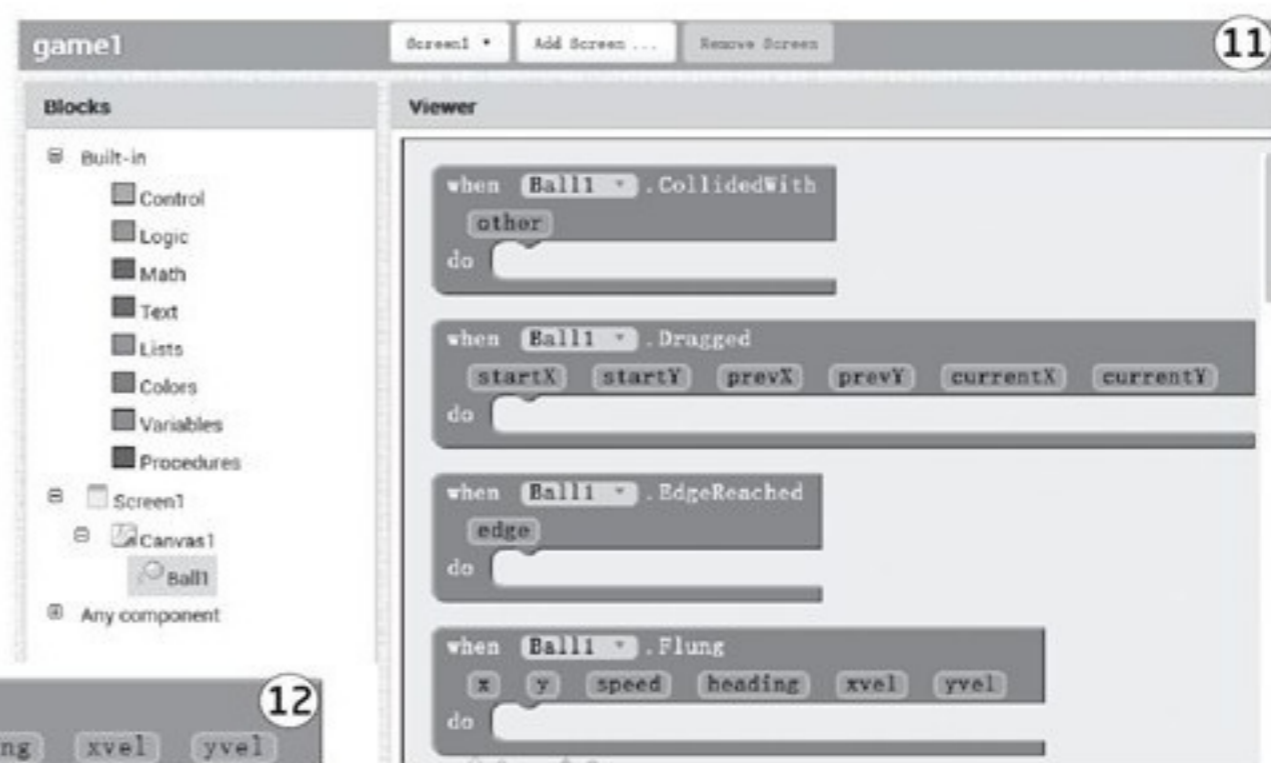 game1 Screen1 Add Screen ... Remove Screen 11
Blocks
Built-in
Control
Logic
Math
Text
Lists
Colors
Variables
Procedures
Screen1
Canvas1
Ball1
Any component
Viewer
when Ball1 .CollidedWith
other
do
when Ball1 .Dragged
startX startY prevX prevY currentX currentY
do
when Ball1 .EdgeReached
edge
do
when Ball1 .Flung
x y speed heading xvel yvel
do
12
ng xvel yvel